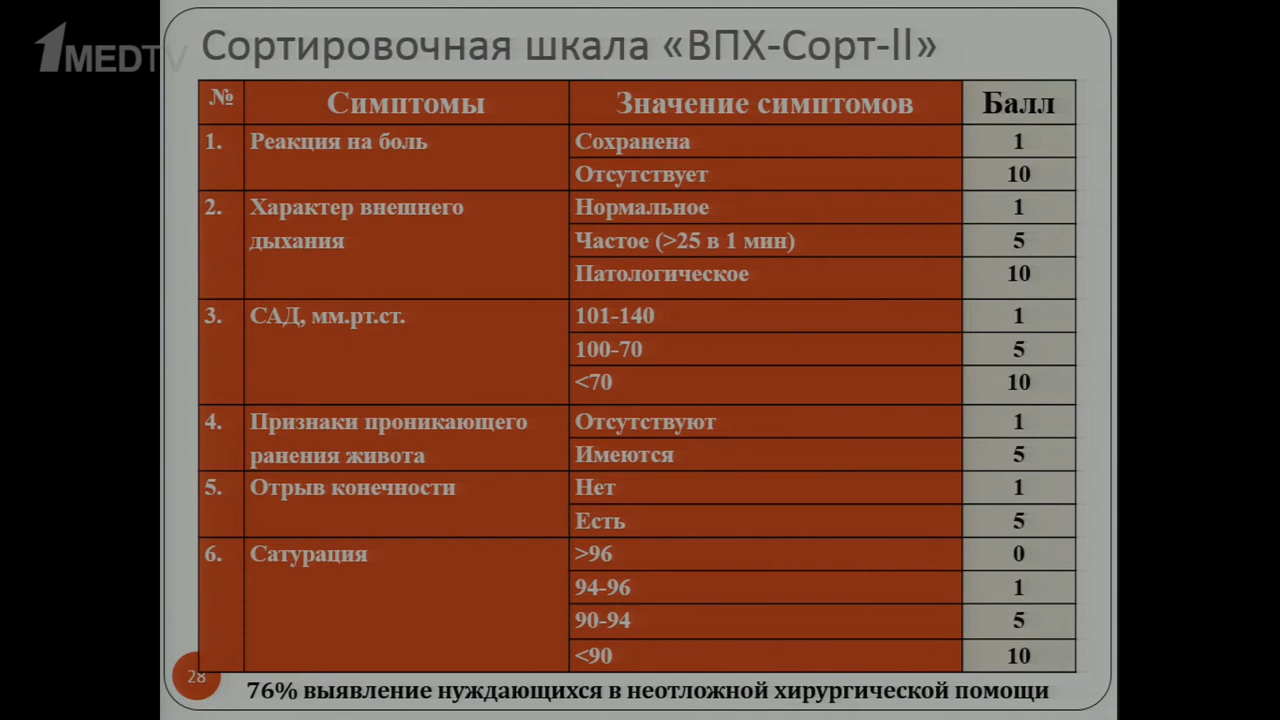 1MEDTV
Сортировочная шкала «ВПХ-Сорт-II»
№ Симптомы Значение симптомов Балл
1. Реакция на боль Сохранена 1
Отсутствует 10
2. Характер внешнего Нормальное 1
дыхания Частое (>25 в 1 мин) 5
Патологическое 10
3. САД, мм.рт.ст. 101-140 1
100-70 5
<70 10
4. Признаки проникающего Отсутствуют 1
ранения живота Имеются 5
5. Отрыв конечности Нет 1
Есть 5
6. Сатурация >96 0
94-96 1
90-94 5
<90 10
28
76% выявление нуждающихся в неотложной хирургической помощи